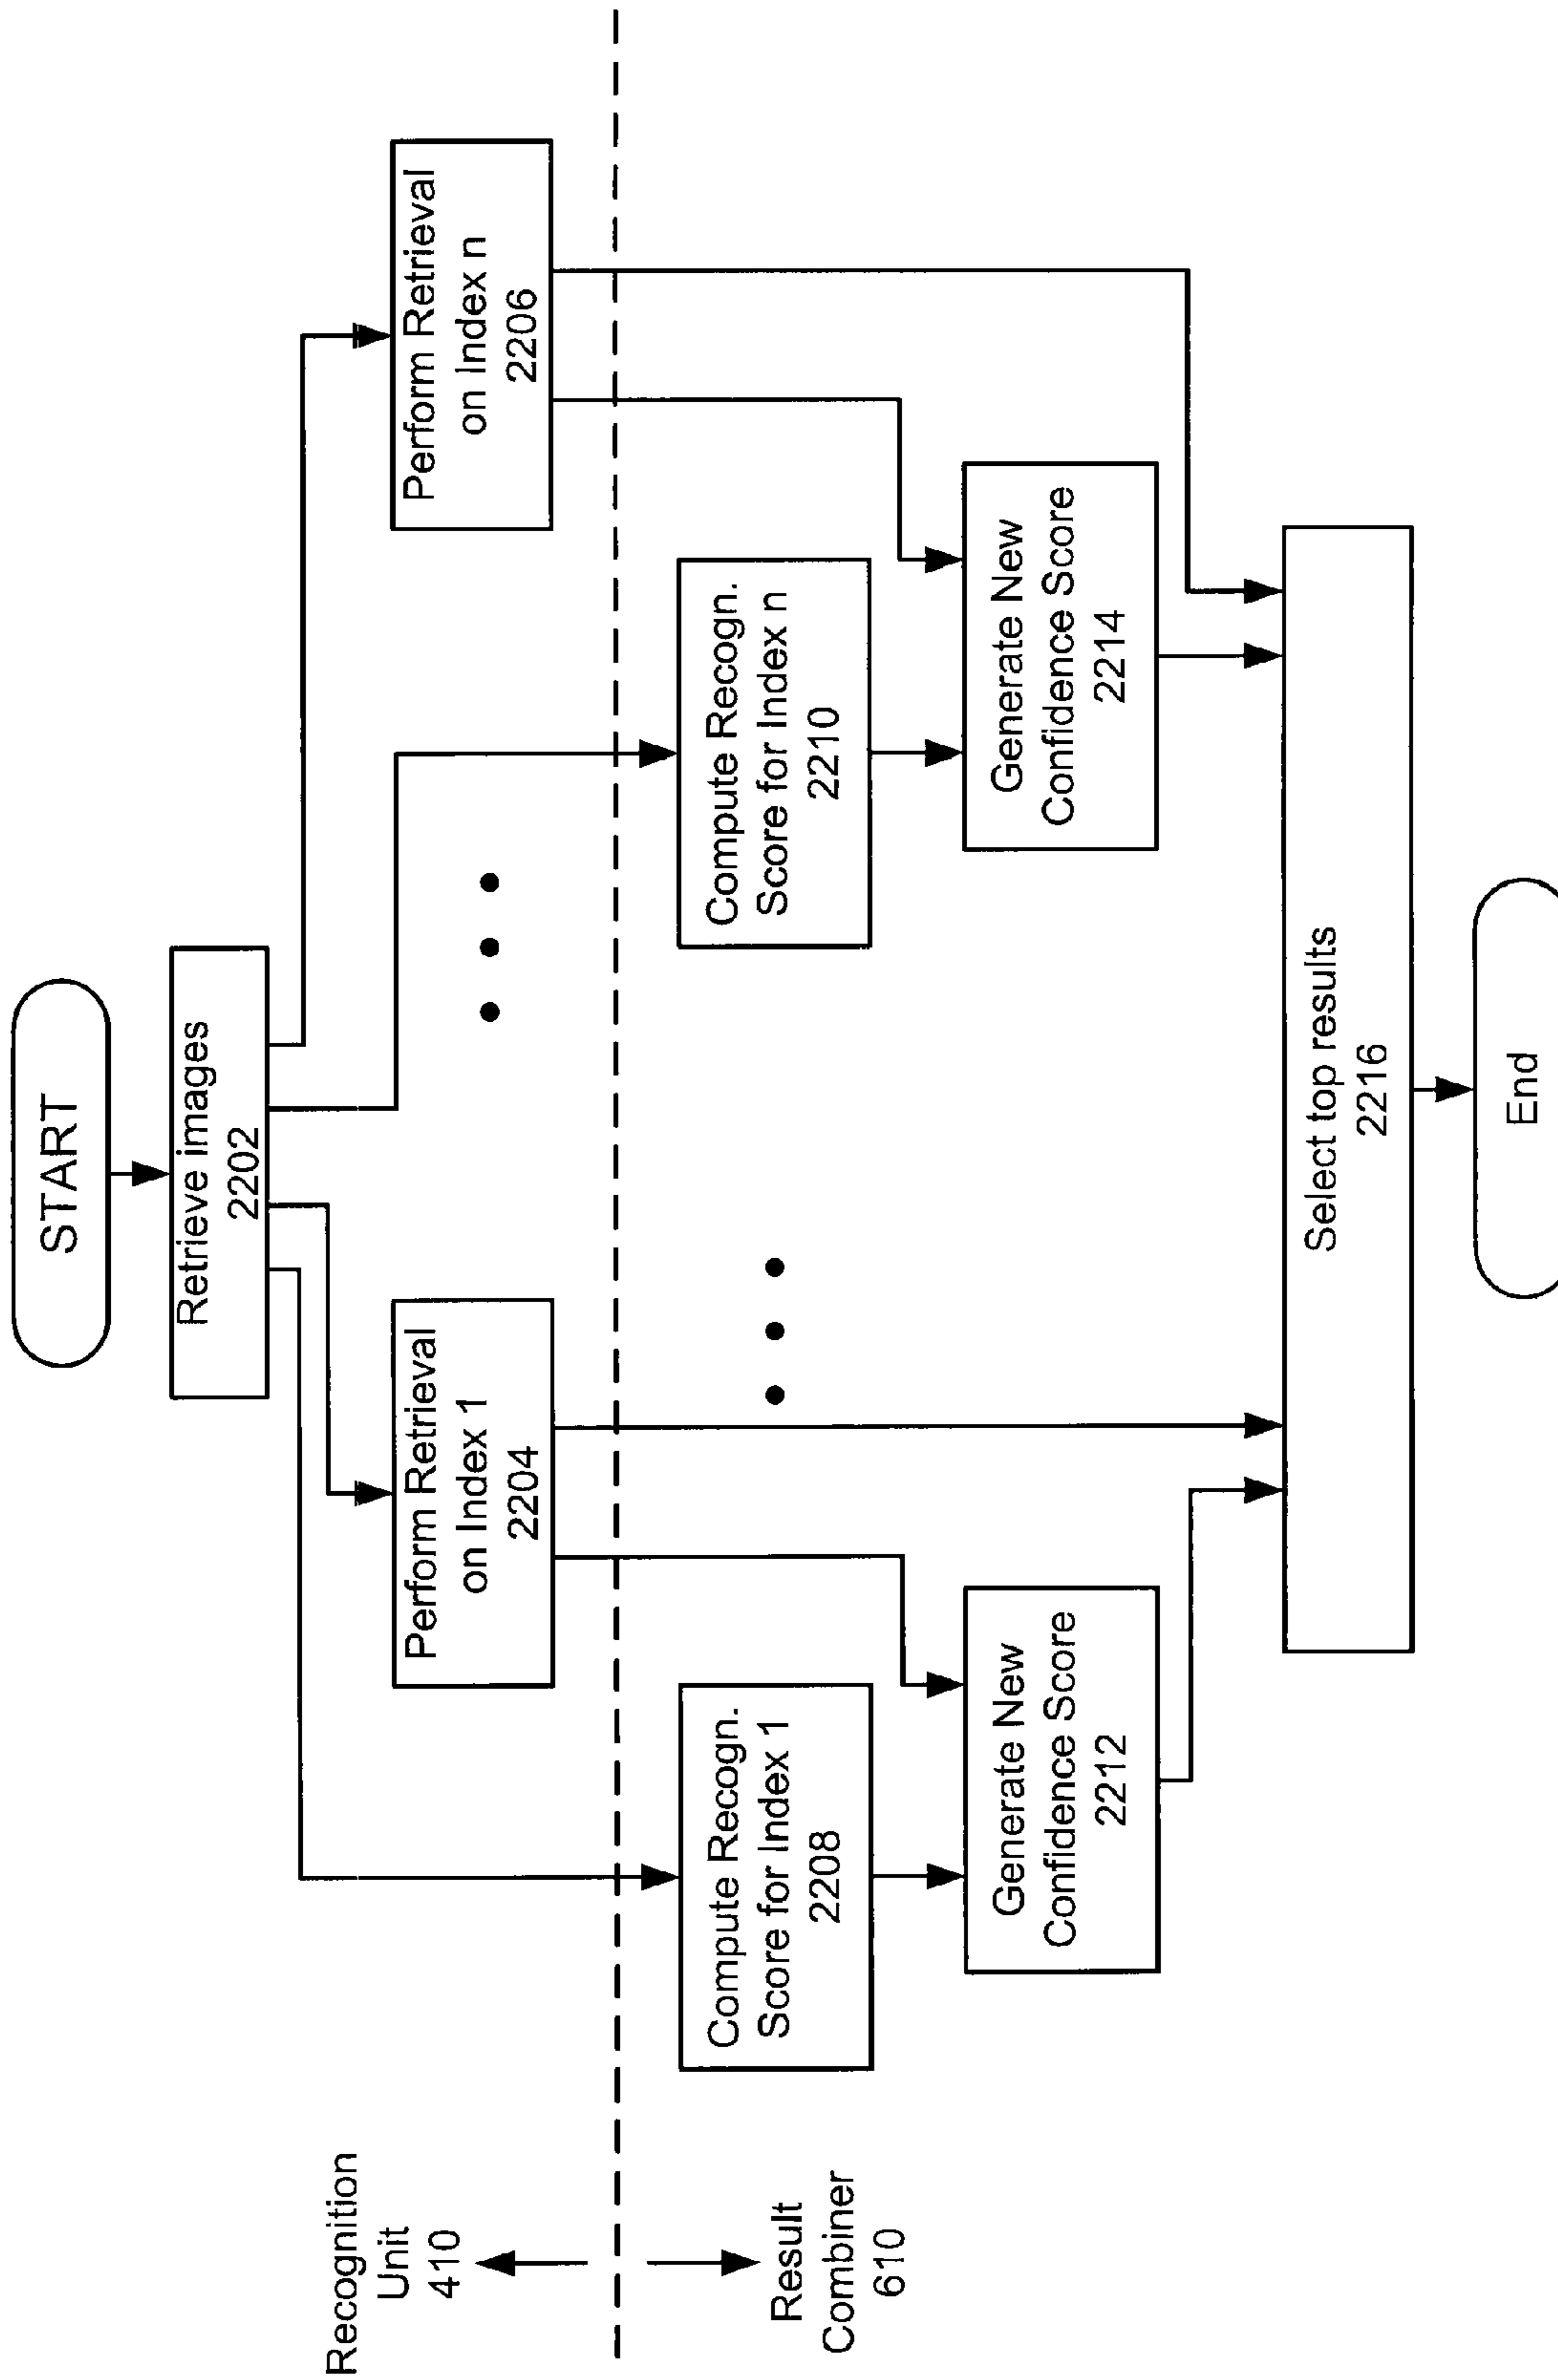 START
Retrieve images
2202
Recognition
Unit
410
Perform Retrieval
on Index 1
2204
Perform Retrieval
on Index n
2206
Result
Combiner
610
Compute Recogn.
Score for Index 1
2208
Compute Recogn.
Score for Index n
2210
Generate New
Confidence Score
2212
Generate New
Confidence Score
2214
Select top results
2216
End